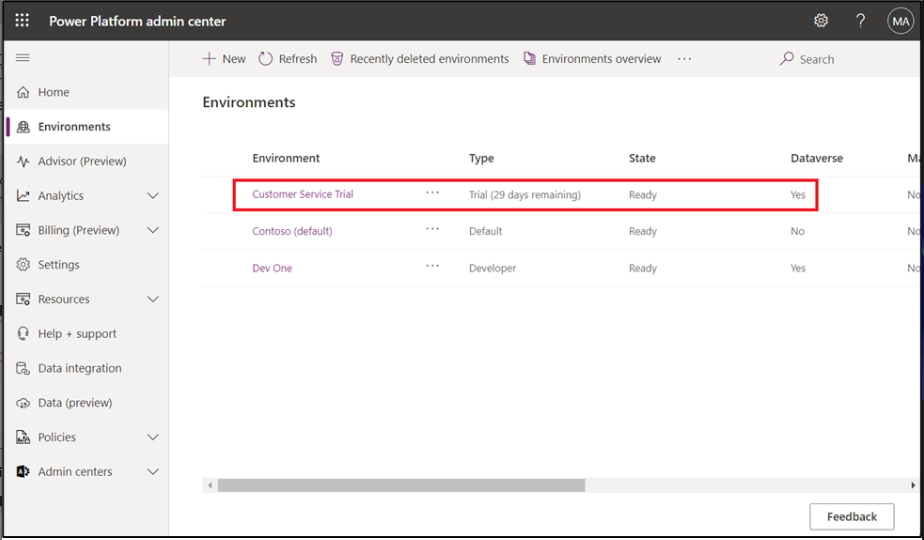 Power Platform admin center
?
MA
New
Refresh
Recently deleted environments
Environments overview
...
Search
Home
Environments
Advisor (Preview)
Analytics
Billing (Preview)
Settings
Resources
Help + support
Data integration
Data (preview)
Policies
Admin centers
Environments
Environment Type State Dataverse Ma
Customer Service Trial ... Trial (29 days remaining) Ready Yes No
Contoso (default) ... Default Ready No No
Dev One ... Developer Ready Yes No
Feedback